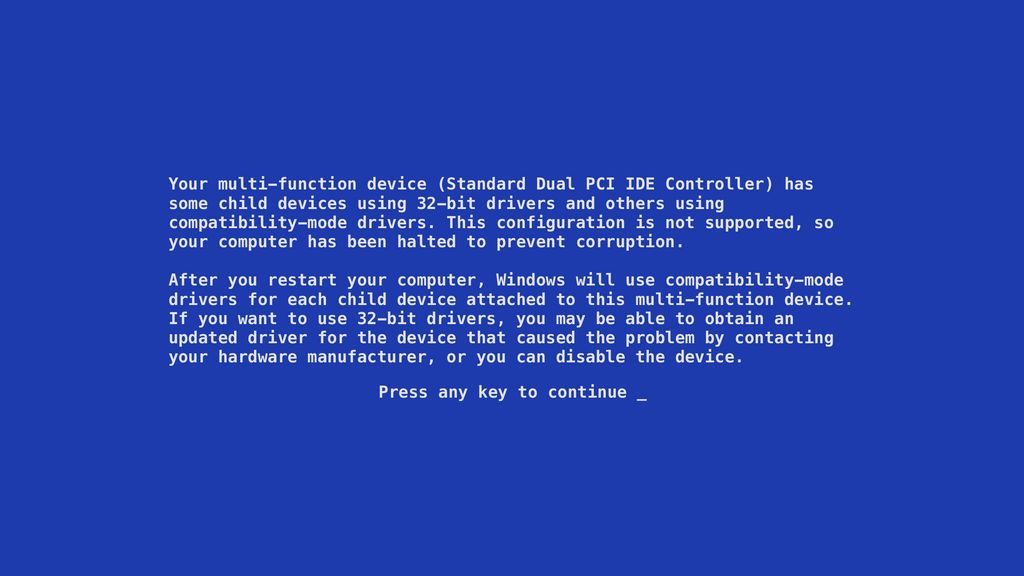 Your multi-function device (Standard Dual PCI IDE Controller) has
some child devices using 32-bit drivers and others using
compatibility-mode drivers. This configuration is not supported, so
your computer has been halted to prevent corruption.
After you restart your computer, Windows will use compatibility-mode
drivers for each child device attached to this multi-function device.
If you want to use 32-bit drivers, you may be able to obtain an
updated driver for the device that caused the problem by contacting
your hardware manufacturer, or you can disable the device.
Press any key to continue _